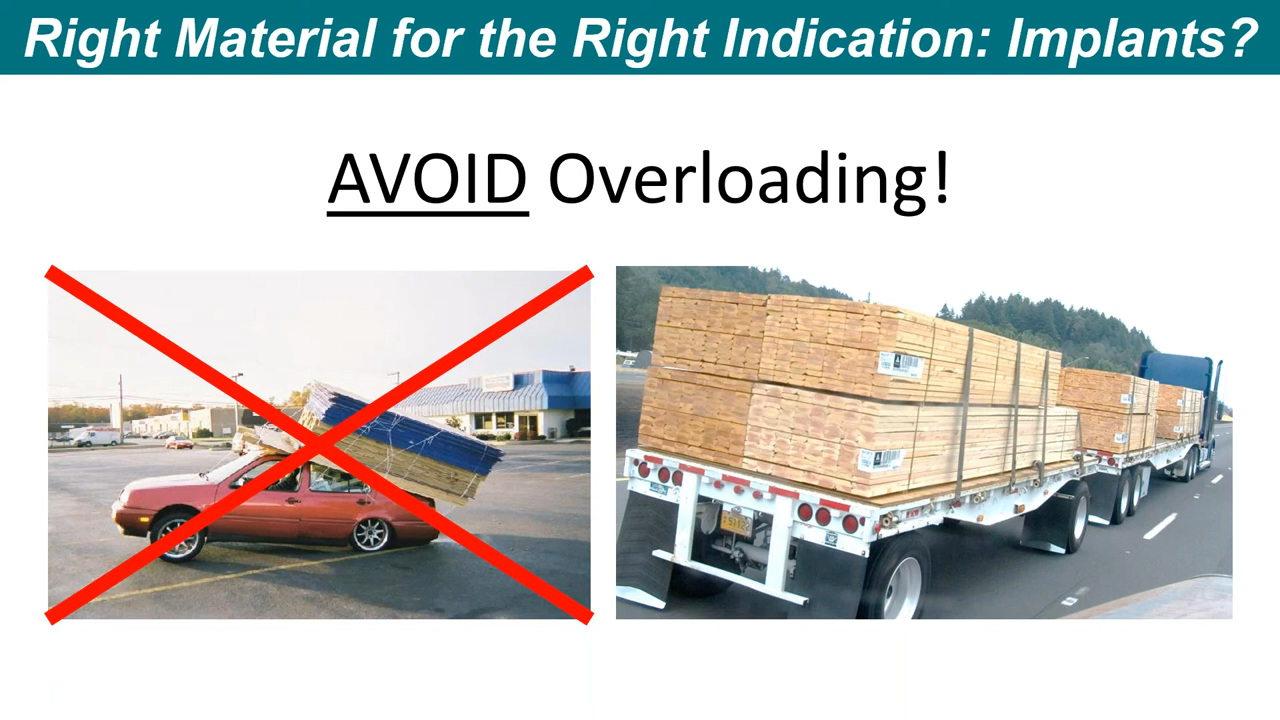 Right Material for the Right Indication: Implants?
AVOID Overloading!